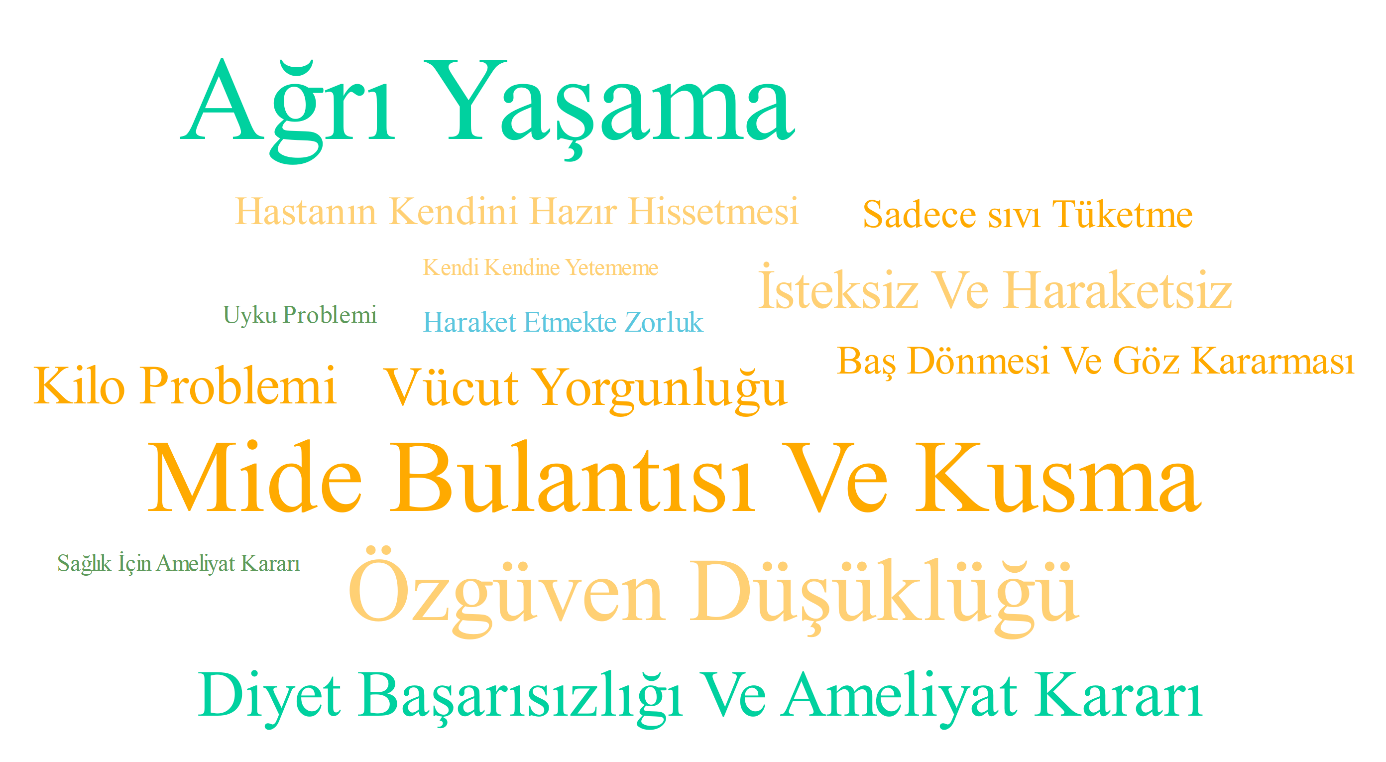 Ağrı Yaşama
Hastanın Kendini Hazır Hissetmesi
Sadece sıvı Tüketme
Kendi Kendine Yetememe
İsteksiz Ve Haraketsiz
Uyku Problemi
Haraket Etmekte Zorluk
Baş Dönmesi Ve Göz Kararması
Kilo Problemi
Vücut Yorgunluğu
Mide Bulantısı Ve Kusma
Sağlık İçin Ameliyat Kararı
Özgüven Düşüklüğü
Diyet Başarısızlığı Ve Ameliyat Kararı